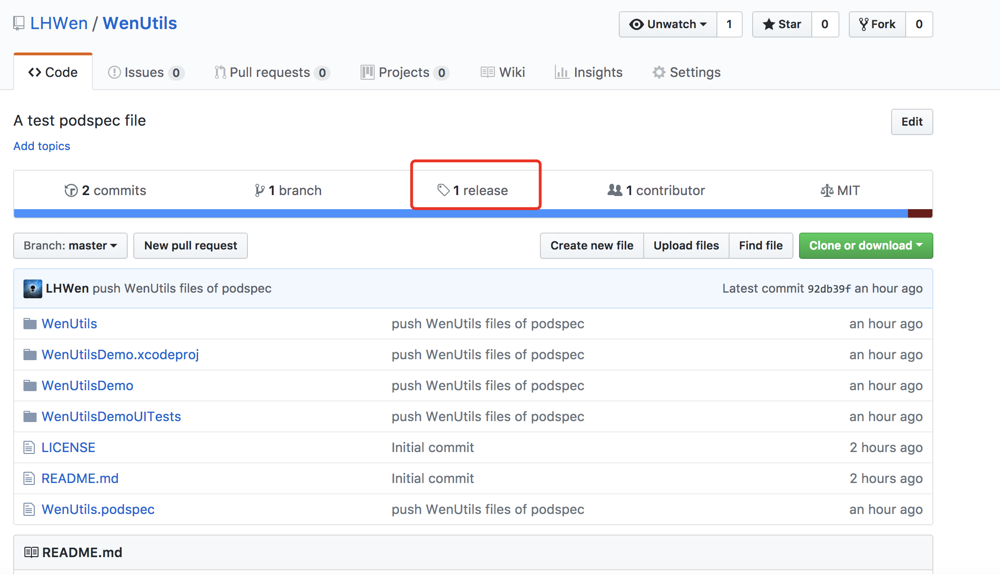 LHWen / WenUtils
Unwatch 1 Star 0 Fork 0
Code Issues 0 Pull requests 0 Projects 0 Wiki Insights Settings
A test podspec file
Edit
Add topics
2 commits 1 branch 1 release 1 contributor MIT
Branch: master New pull request Create new file Upload files Find file Clone or download
LHWen push WenUtils files of podspec Latest commit 92db39f an hour ago
WenUtils push WenUtils files of podspec an hour ago
WenUtilsDemo.xcodeproj push WenUtils files of podspec an hour ago
WenUtilsDemo push WenUtils files of podspec an hour ago
WenUtilsDemoUITests push WenUtils files of podspec an hour ago
LICENSE Initial commit 2 hours ago
README.md Initial commit 2 hours ago
WenUtils.podspec push WenUtils files of podspec an hour ago
README.md